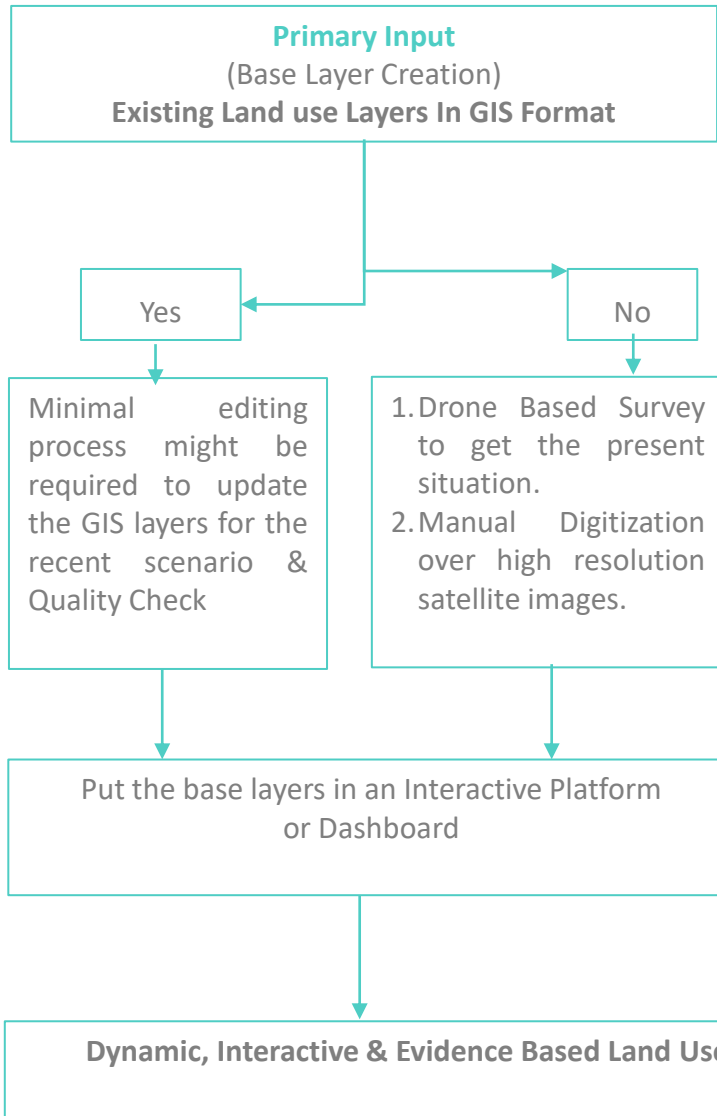 Primary Input
(Base Layer Creation)
Existing Land use Layers In GIS Format
Yes
No
Minimal editing
process might be
required to update
the GIS layers for the
recent scenario &
Quality Check
1. Drone Based Survey
to get the present
situation.
2. Manual Digitization
over high resolution
satellite images.
Put the base layers in an Interactive Platform
or Dashboard
Dynamic, Interactive & Evidence Based Land Use